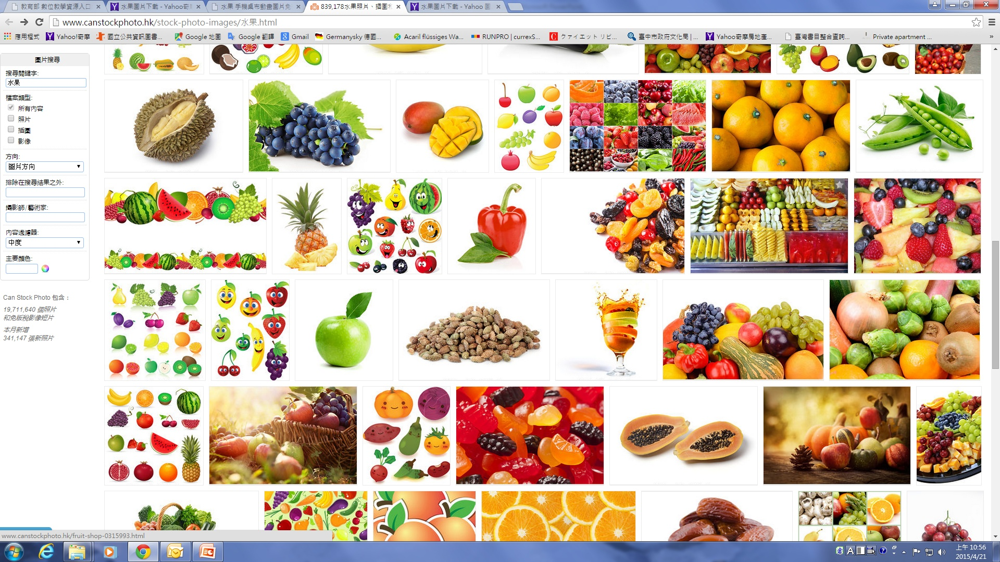 教育部 數位教學資源入口
水果圖片下載 - Yahoo奇
水果 手機桌布動畫圖片免
839,178水果照片、插圖和
水果圖片下載 - Yahoo 圖
www.canstockphoto.hk/stock-photo-images/水果.html
應用程式
Yahoo!奇摩
國立公共資訊圖書...
Google 地圖
Google 翻譯
Gmail
Germanysky 德國...
Acaril flüssiges Wa...
RUNPRO | currexS...
クァイエット リビ...
臺中市政府文化局 | ...
Yahoo奇摩房地產...
臺灣書目整合查詢...
Private apartment ...
»
圖片搜尋
搜尋關鍵字:
水果
檔案類型:
所有內容
照片
插圖
影像
方向:
圖片方向
排除在搜尋結果之外:
攝影師/藝術家:
內容過濾器:
中度
主要顏色:
Can Stock Photo 包含：
19,711,640 個照片
和免版稅影像短片
本月新增
341,147 張新照片
www.canstockphoto.hk/fruit-shop-0315993.html
上午 10:56
2015/4/21